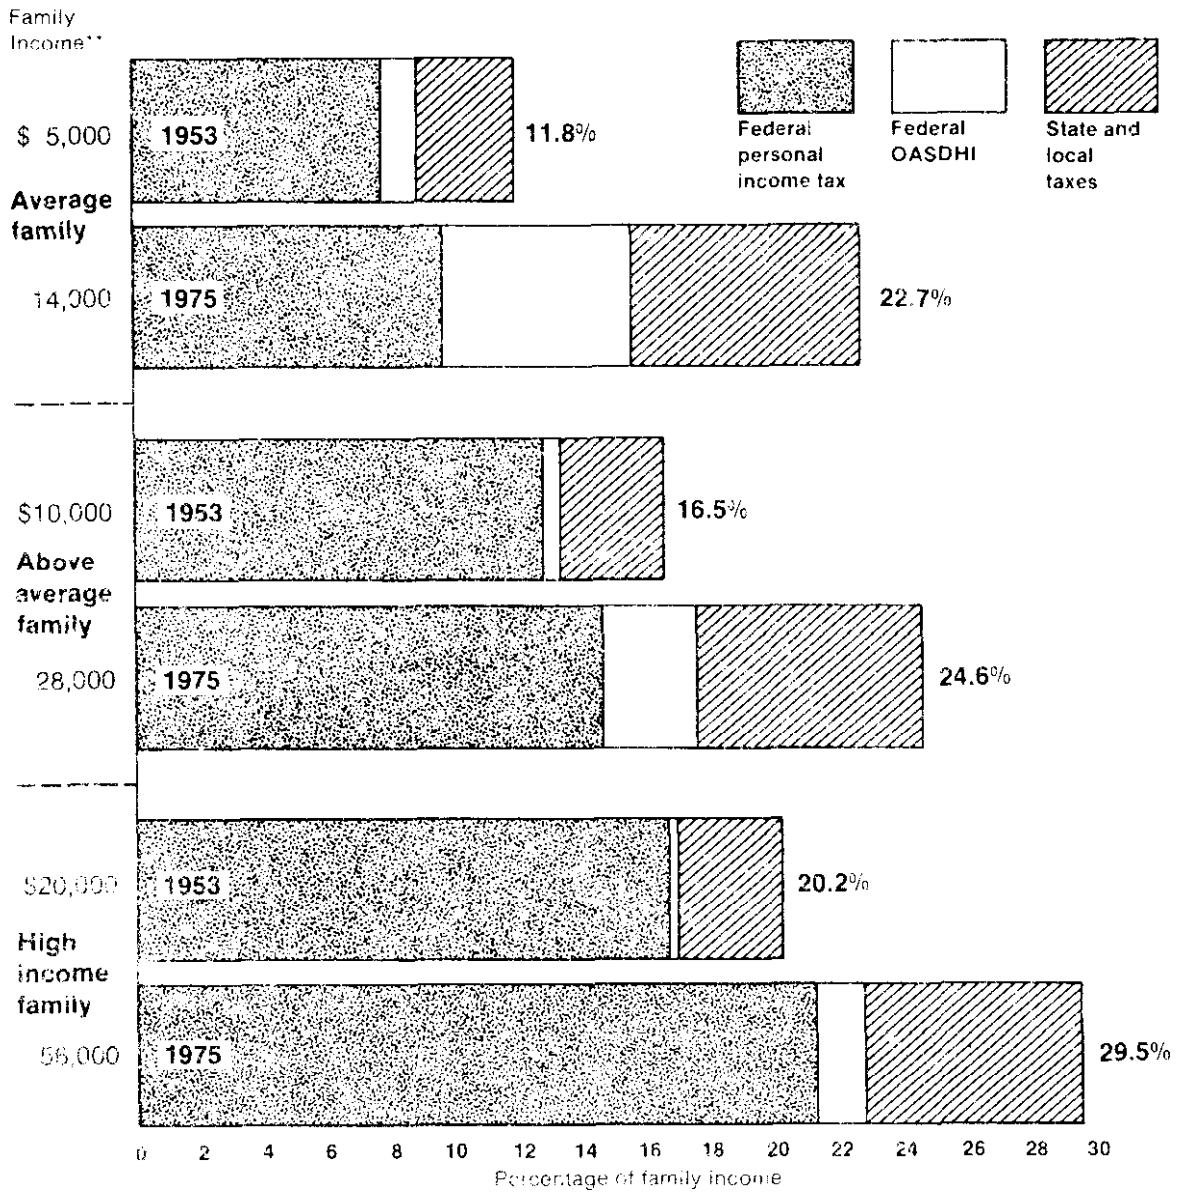 Family
Income**
Federal
personal
income tax
Federal
OASDHI
State and
local
taxes
$ 5,000
1953
11.8%
Average
family
14,000
1975
22.7%
$10,000
1953
16.5%
Above
average
family
28,000
1975
24.6%
$20,000
1953
20.2%
High
income
family
56,000
1975
29.5%
0 2 4 6 8 10 12 14 16 18 20 22 24 26 28 30
Percentage of family income